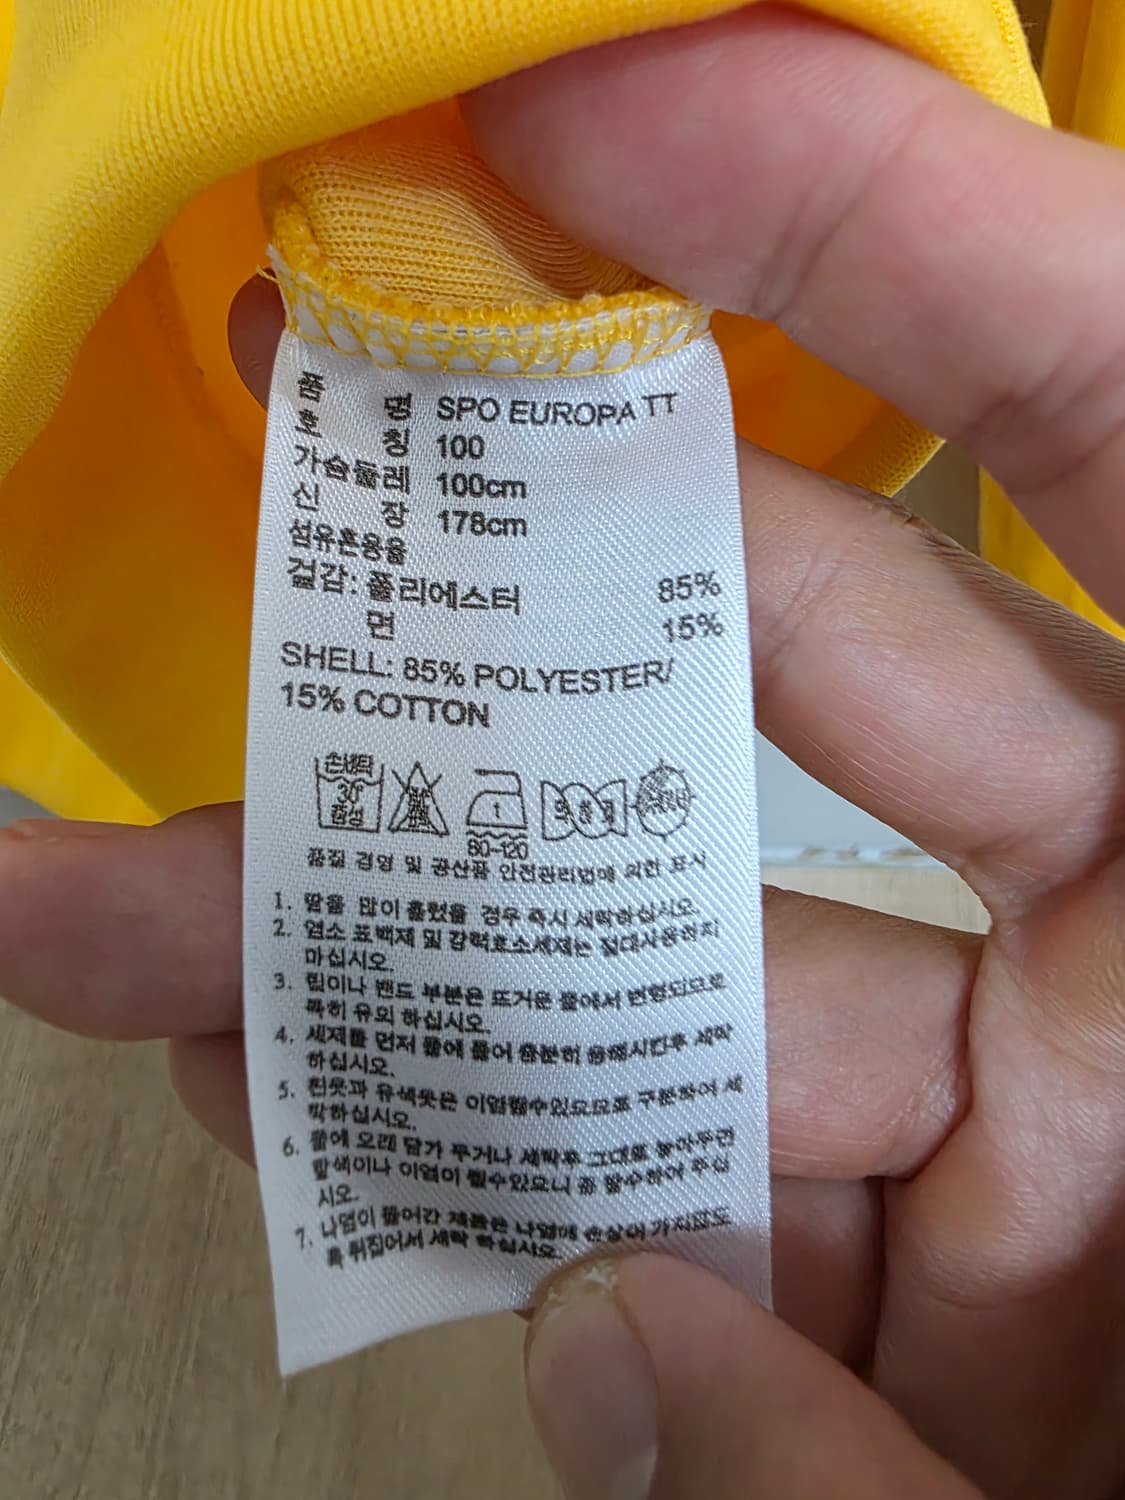 품 명 SPO EUROPA TT
호 칭 100
가슴둘레 100cm
신 장 178cm
섬유혼용율
겉감: 폴리에스터 85%
면 15%
SHELL: 85% POLYESTER/
15% COTTON
손세탁
30°
중성
1
80-120
품질 경영 및 공산품 안전관리법에 의한 표시
1. 땀을 많이 흘렸을 경우 즉시 세탁하십시오.
2. 염소 표백제 및 강력효소세제는 절대사용하지
마십시오.
3. 립이나 밴드 부분은 뜨거운 물에서 변형되므로
특히 유의 하십시오.
4. 세제를 먼저 물에 풀어 충분히 용해시킨후 세탁
하십시오.
5. 흰옷과 유색옷은 이염될수있으므로 구분하여 세
탁하십시오.
6. 물에 오래 담가 두거나 세탁후 그대로 놓아두면
탈색이나 이염이 될수있으니 꼭 탈수하여 주십
시오.
7. 나염이 들어간 제품은 나염에 손상이 가지않도
록 뒤집어서 세탁 하십시오.